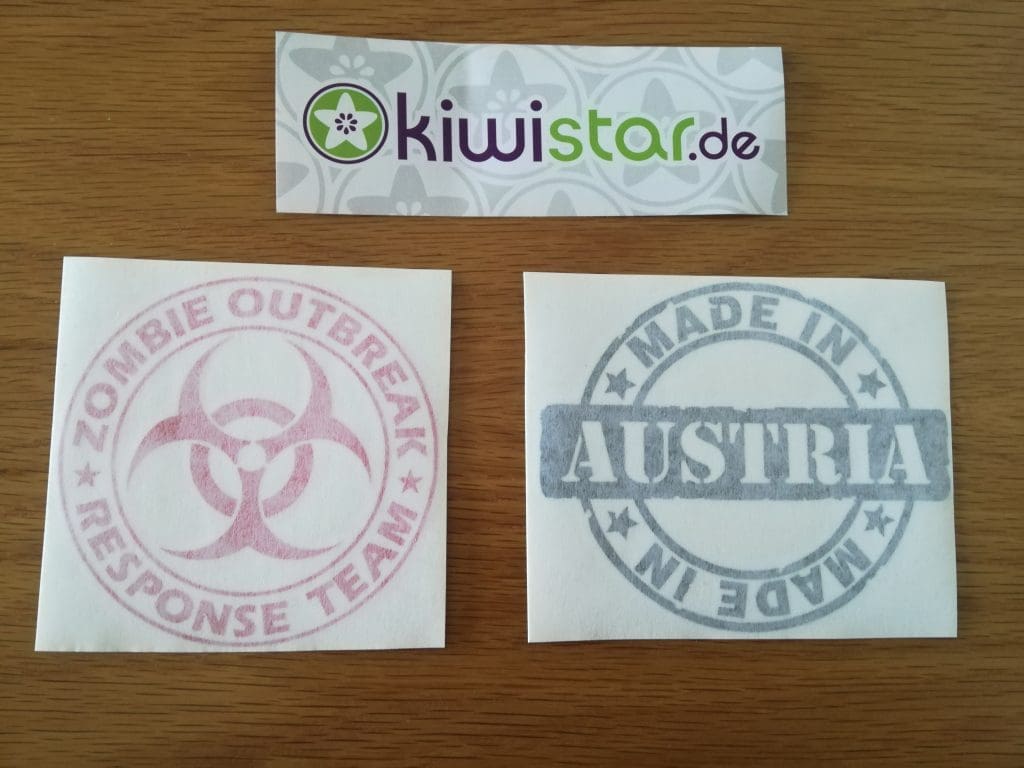 kiwistar.de
ZOMBIE OUTBREAK
RESPONSE TEAM
MADE IN
AUSTRIA
MADE IN